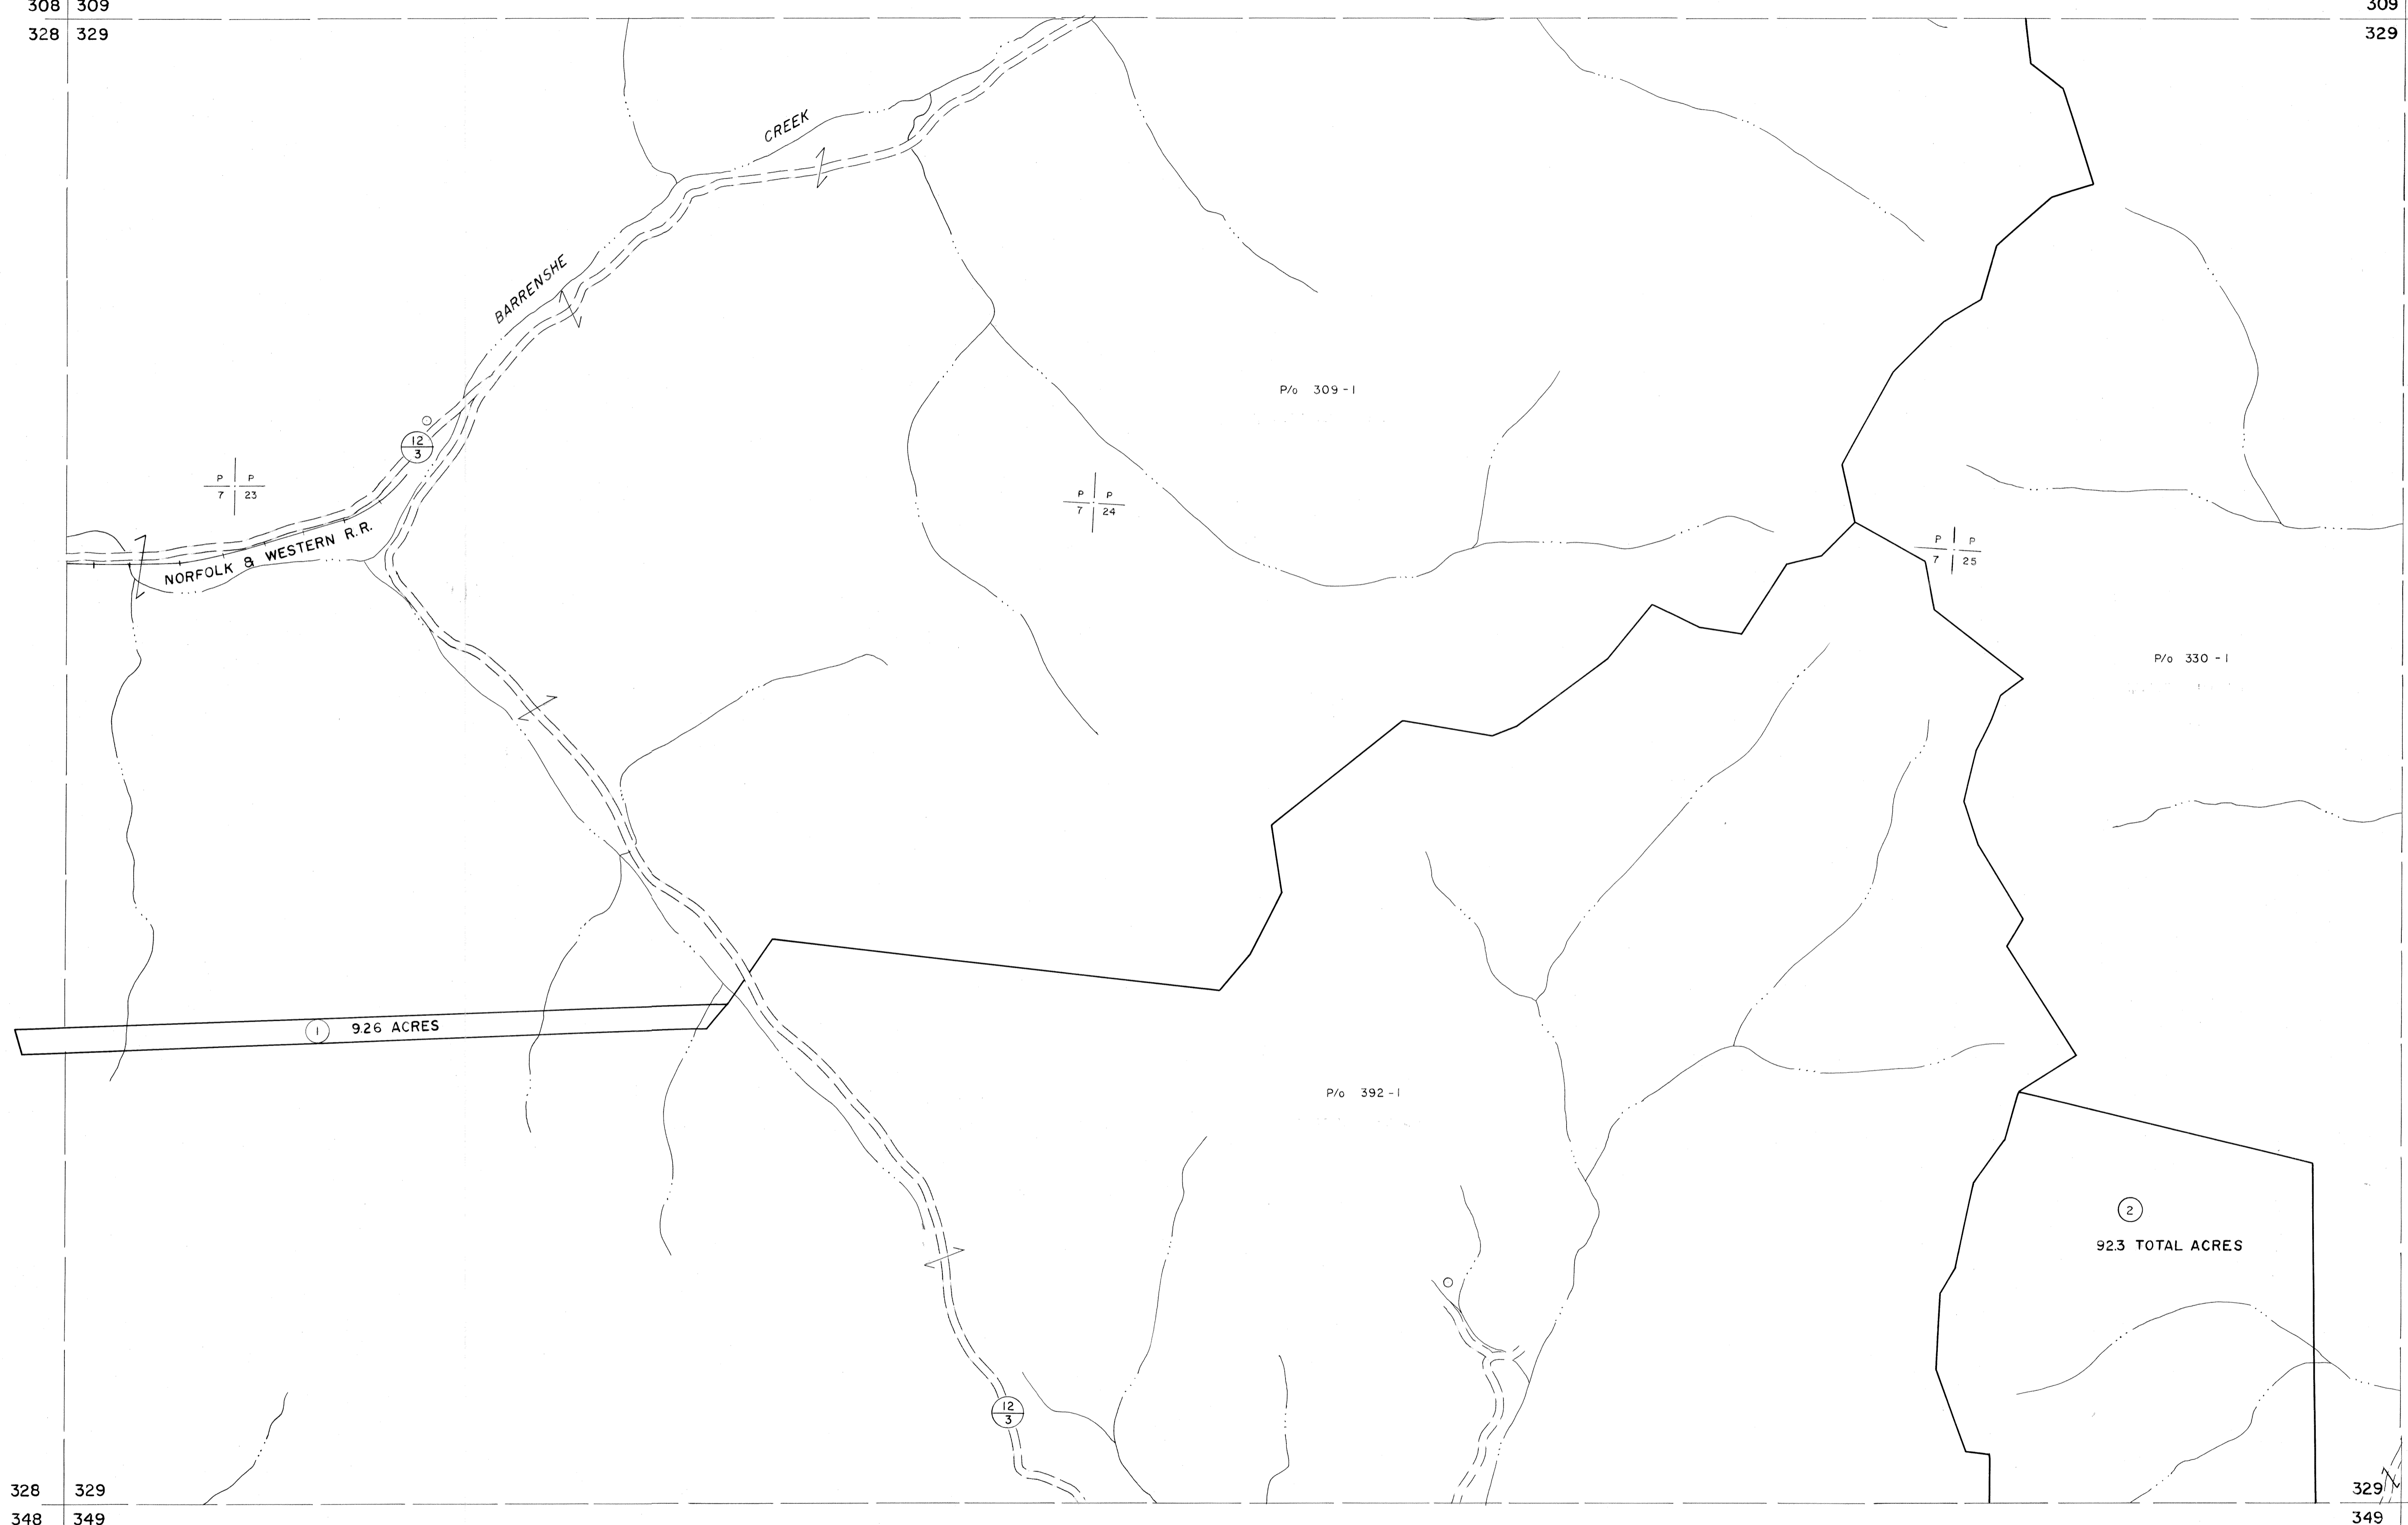 308 309
309
328 329
329
CREEK
BARRENSHE
P/o 309-1
12
3
P P
7 23
P P
7 24
NORFOLK & WESTERN R.R.
P P
7 25
P/o 330-1
1 9.26 ACRES
P/o 392-1
2
92.3 TOTAL ACRES
12
3
328 329
329
348 349
349